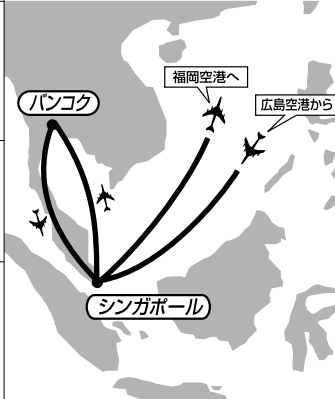 福岡空港へ
バンコク
広島空港から
シンガポール